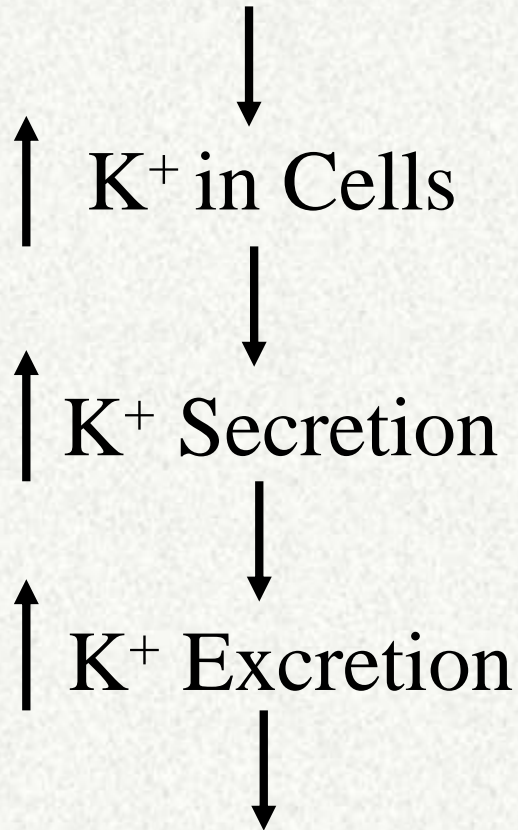 ↓
↑ K⁺ in Cells
↓
↑ K⁺ Secretion
↓
↑ K⁺ Excretion
↓